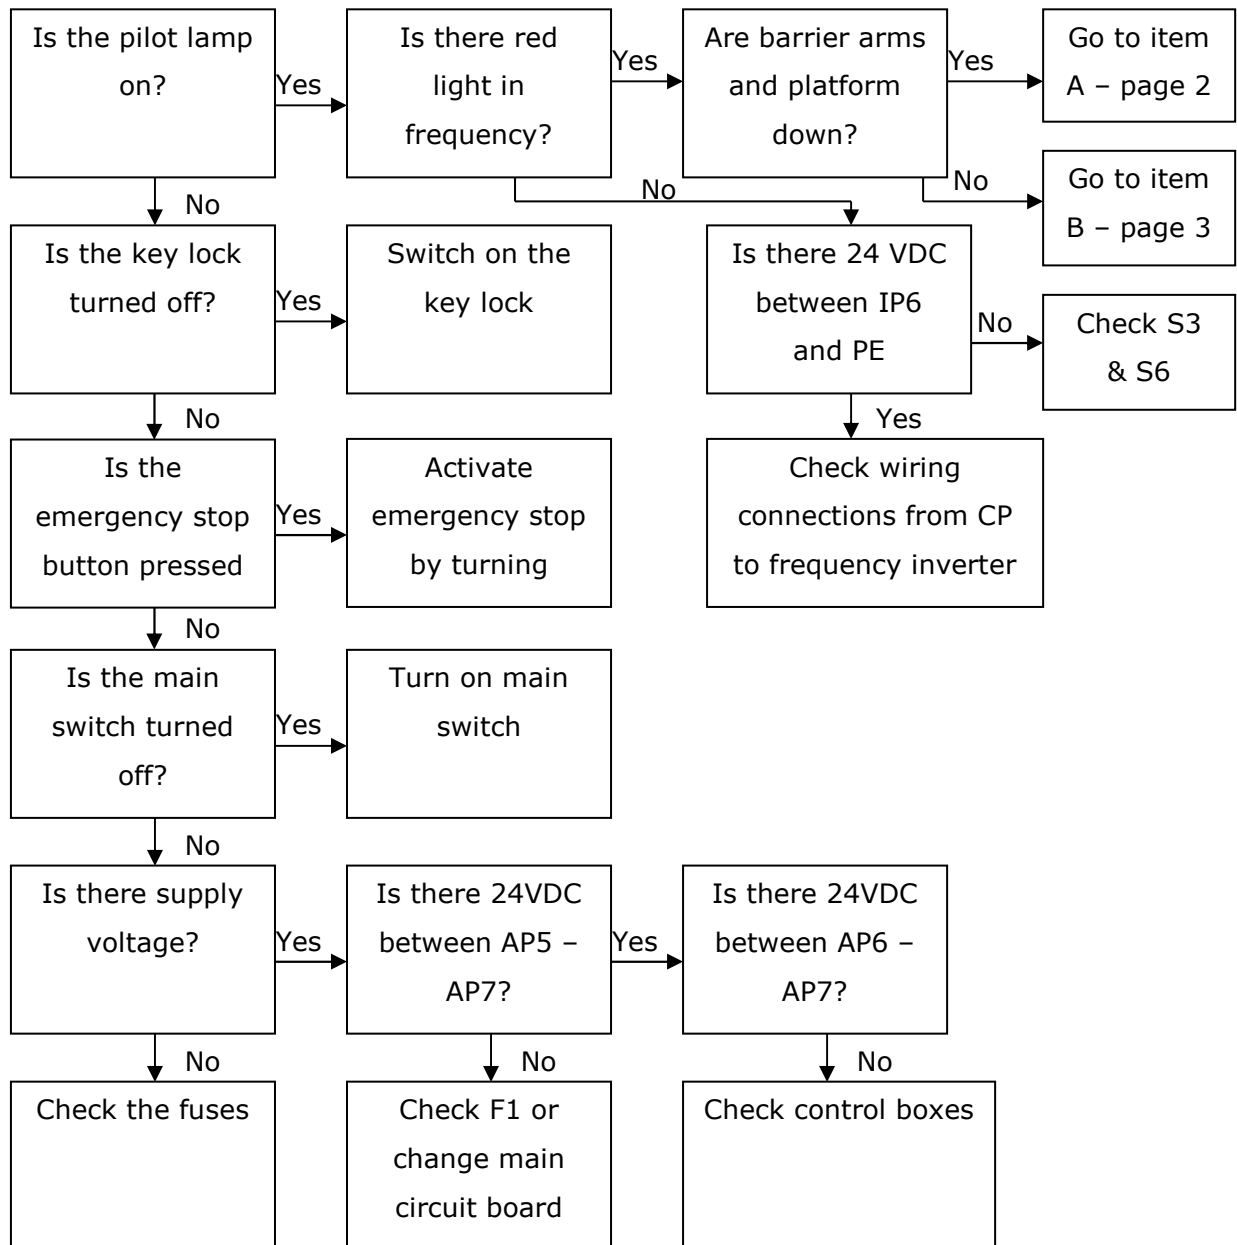 Is the pilot lamp
on?
Yes
Is there red
light in
frequency?
Yes
Are barrier arms
and platform
down?
Yes
Go to item
A – page 2
No
Go to item
B – page 3
No
No
Is the key lock
turned off?
Yes
Switch on the
key lock
Is there 24 VDC
between IP6
and PE
No
Check S3
& S6
Yes
Check wiring
connections from CP
to frequency inverter
No
Is the
emergency stop
button pressed
Yes
Activate
emergency stop
by turning
No
Is the main
switch turned
off?
Yes
Turn on main
switch
No
Is there supply
voltage?
Yes
Is there 24VDC
between AP5 –
AP7?
Yes
Is there 24VDC
between AP6 –
AP7?
No
Check the fuses
No
Check F1 or
change main
circuit board
No
Check control boxes